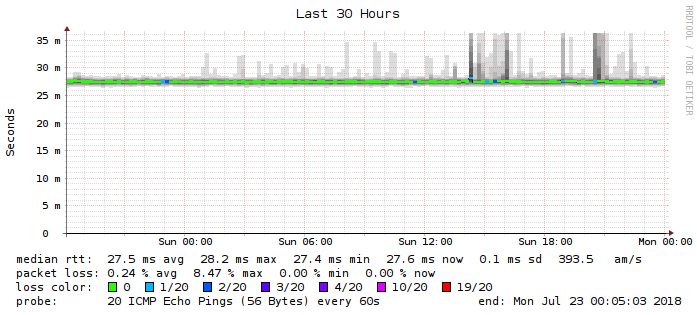 Last 30 Hours
RRDTOOL / TOBI OETIKER
Seconds
35 m
30 m
25 m
20 m
15 m
10 m
5 m
0
Sun 00:00 Sun 06:00 Sun 12:00 Sun 18:00 Mon 00:00
median rtt: 27.5 ms avg 28.2 ms max 27.4 ms min 27.6 ms now 0.1 ms sd 393.5 am/s
packet loss: 0.24 % avg 8.47 % max 0.00 % min 0.00 % now
loss color: 0 1/20 2/20 3/20 4/20 10/20 19/20
probe: 20 ICMP Echo Pings (56 Bytes) every 60s end: Mon Jul 23 00:05:03 2018